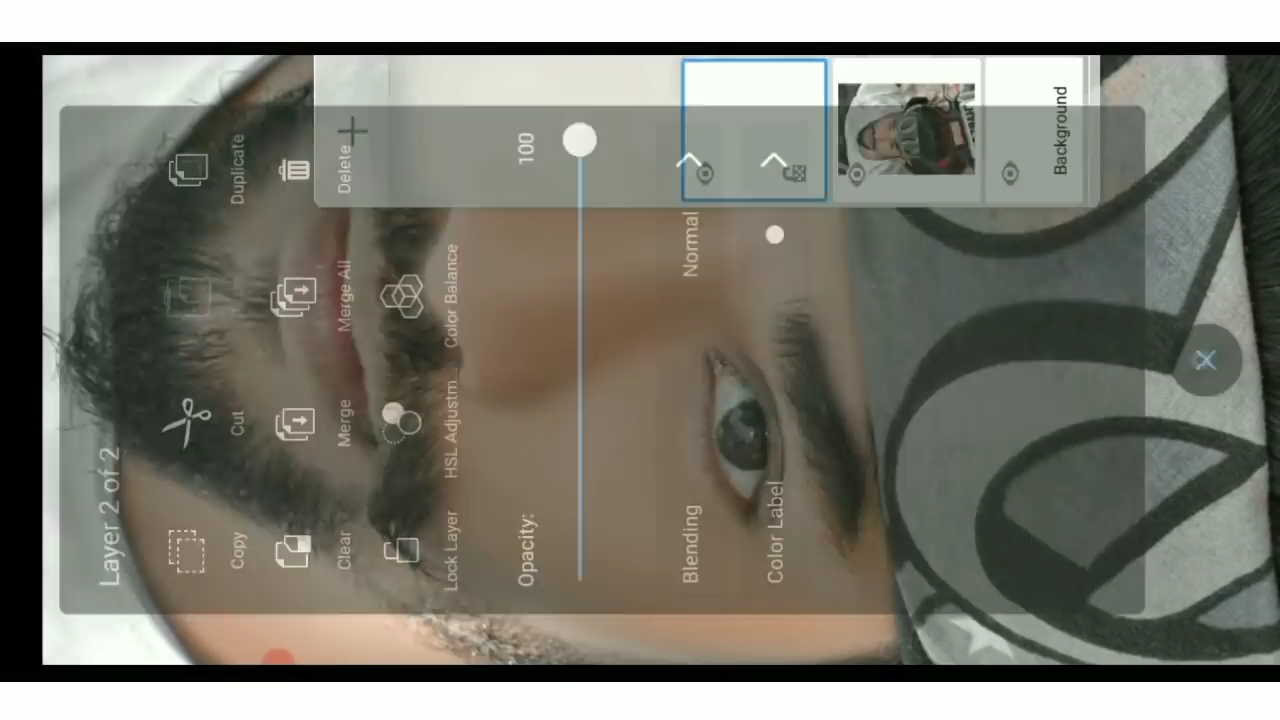 Layer 2 of 2
Copy Cut Duplicate
Clear Merge Merge All Delete
Lock Layer HSL Adjustm... Color Balance
Opacity: 100
Blending Normal
Color Label
Background